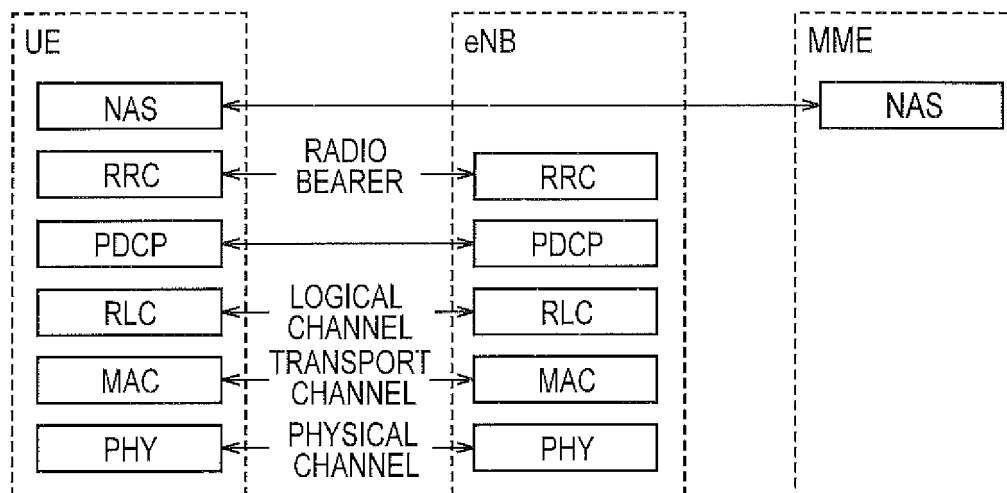 UE
eNB
MME
NAS
NAS
RRC
RADIO
BEARER
RRC
PDCP
PDCP
RLC
LOGICAL
CHANNEL
RLC
MAC
TRANSPORT
CHANNEL
MAC
PHY
PHYSICAL
CHANNEL
PHY